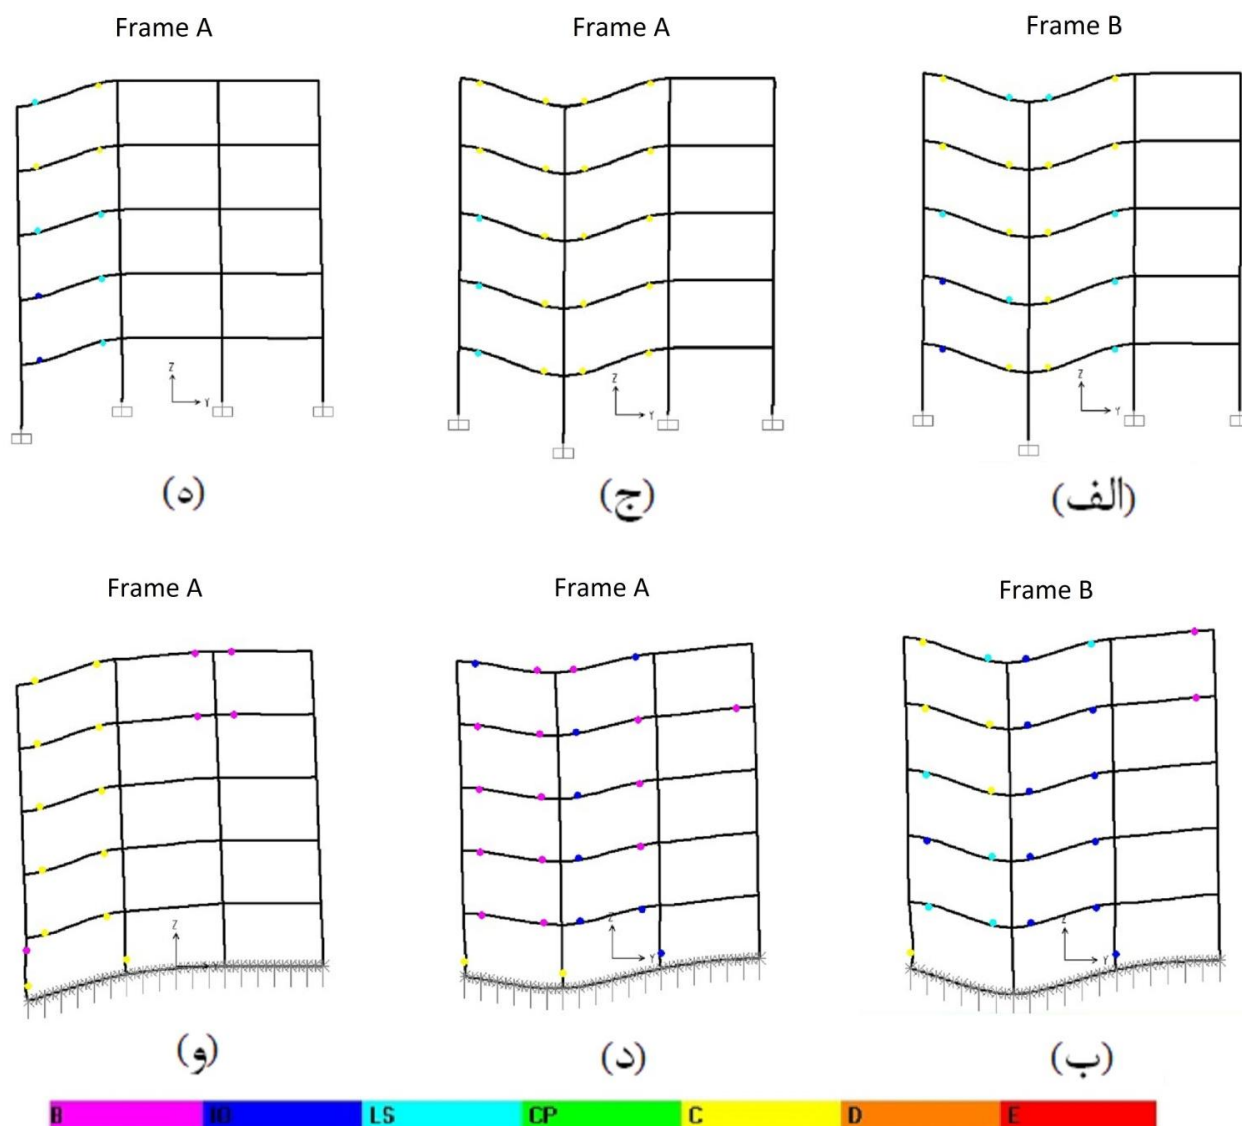 Frame A
Frame A
Frame B
Z
Y
Z
Y
Z
Y
(ه)
(ج)
(الف)
Frame A
Frame A
Frame B
Z
Z
Y
Z
Y
(و)
(د)
(ب)
B IO LS CP C D E